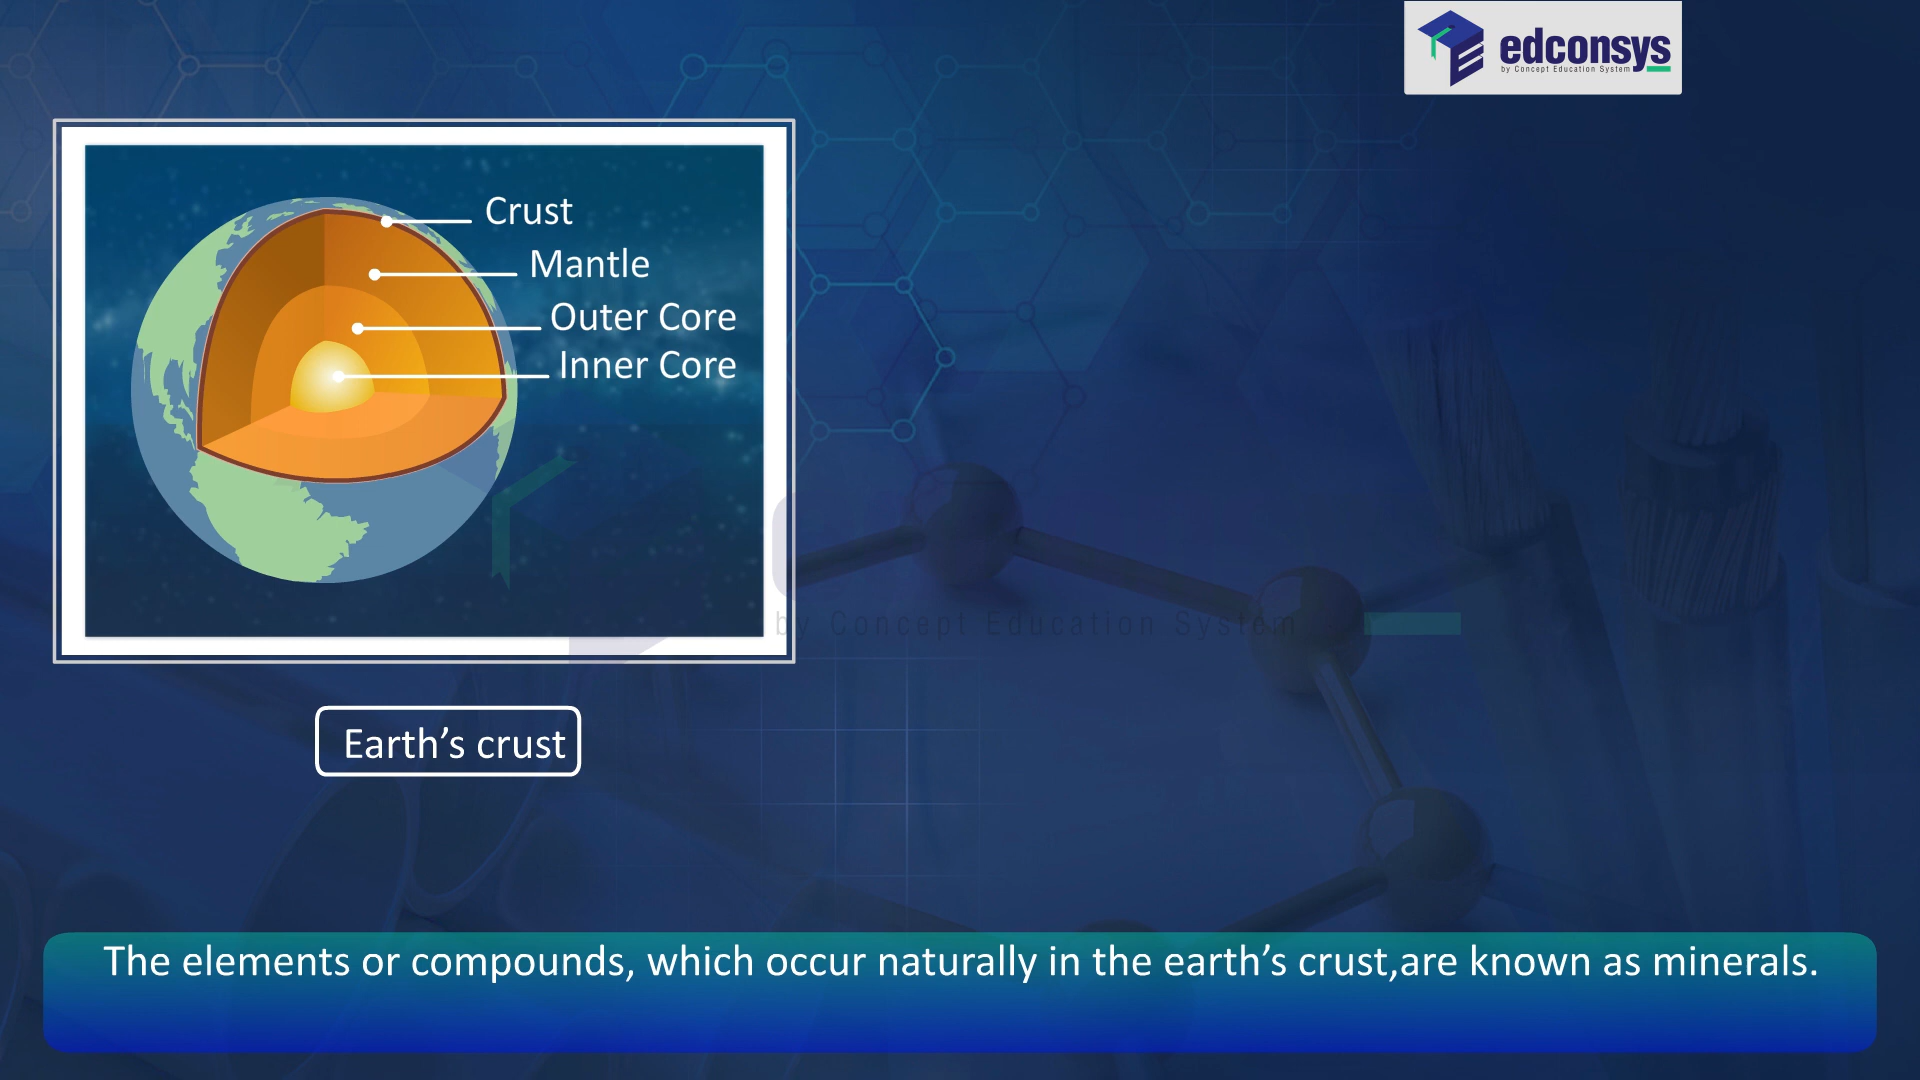 edconsys
by Concept Education System
Crust
Mantle
Outer Core
Inner Core
by Concept Education System
Earth’s crust
The elements or compounds, which occur naturally in the earth’s crust,are known as minerals.